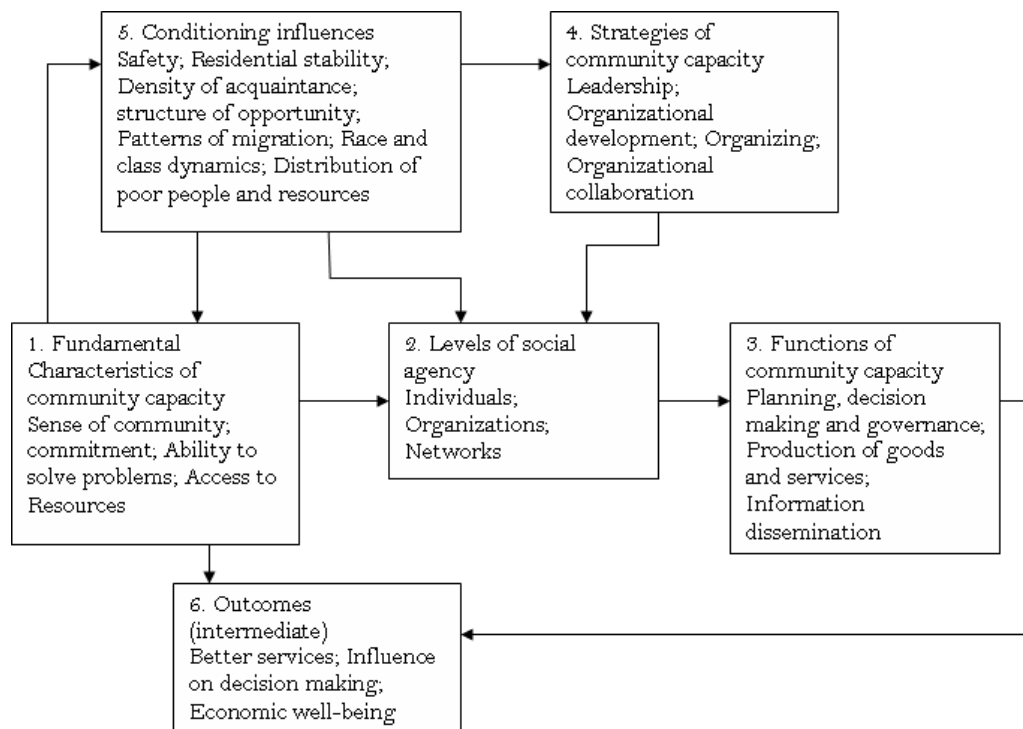 5. Conditioning influences
Safety; Residential stability;
Density of acquaintance;
structure of opportunity;
Patterns of migration; Race and
class dynamics; Distribution of
poor people and resources
4. Strategies of
community capacity
Leadership;
Organizational
development; Organizing;
Organizational
collaboration
1. Fundamental
Characteristics of
community capacity
Sense of community;
commitment; Ability to
solve problems; Access to
Resources
2. Levels of social
agency
Individuals;
Organizations;
Networks
3. Functions of
community capacity
Planning, decision
making and governance;
Production of goods
and services;
Information
dissemination
6. Outcomes
(intermediate)
Better services; Influence
on decision making;
Economic well-being